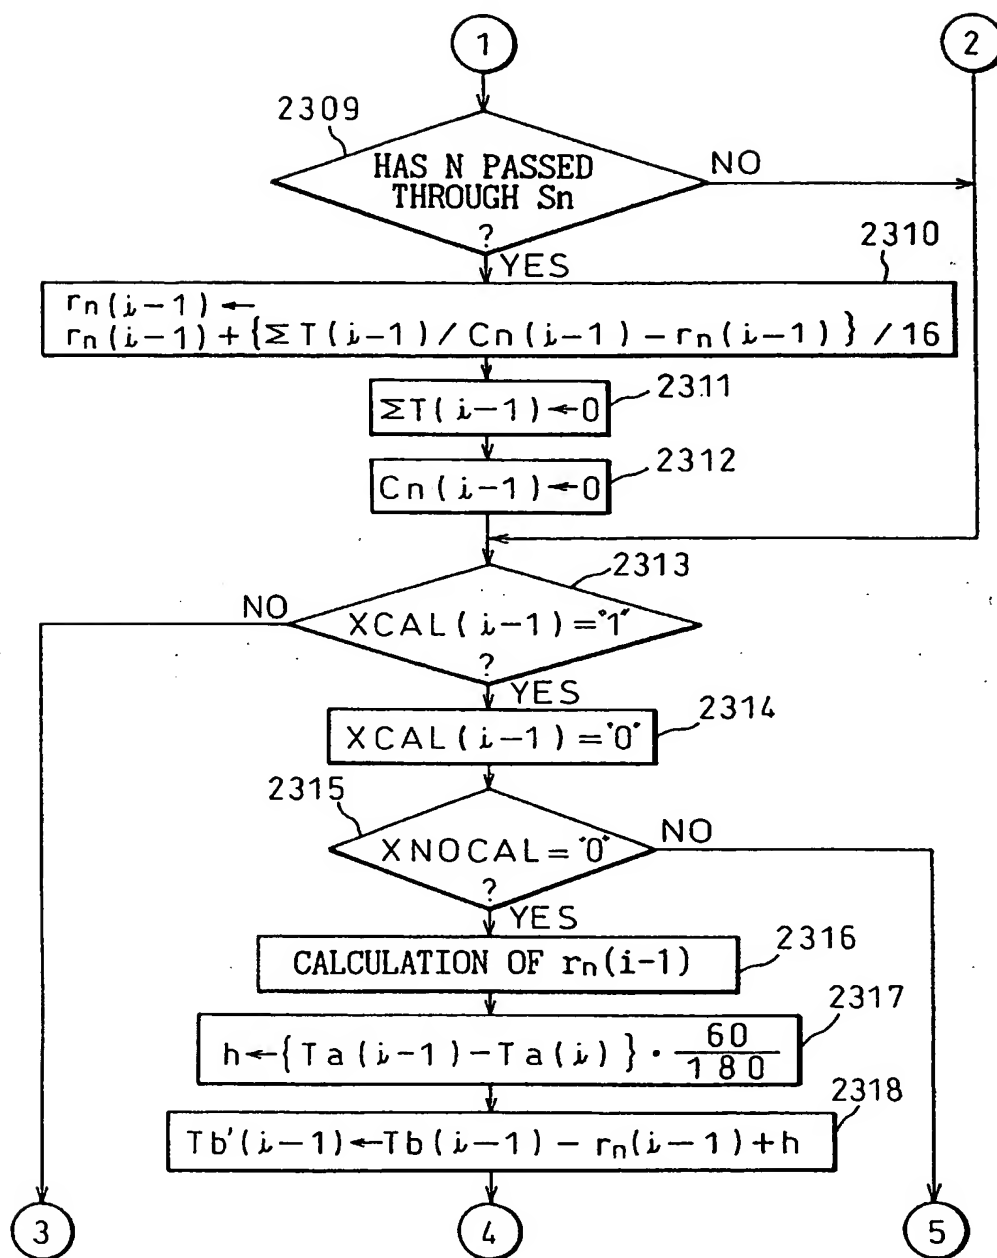 1
2
2309
HAS N PASSED
THROUGH Sn
?
NO
YES
2310
rn(i-1)←
rn(i-1)+{ΣT(i-1)/Cn(i-1)-rn(i-1)}/16
2311
ΣT(i-1)←0
2312
Cn(i-1)←0
2313
NO
XCAL(i-1)="1"
?
YES
2314
XCAL(i-1)="0"
2315
XNOCAL="0"
NO
?
YES
2316
CALCULATION OF rn(i-1)
2317
h←{Ta(i-1)-Ta(i)}·60/180
2318
Tb'(i-1)←Tb(i-1)-rn(i-1)+h
3
4
5